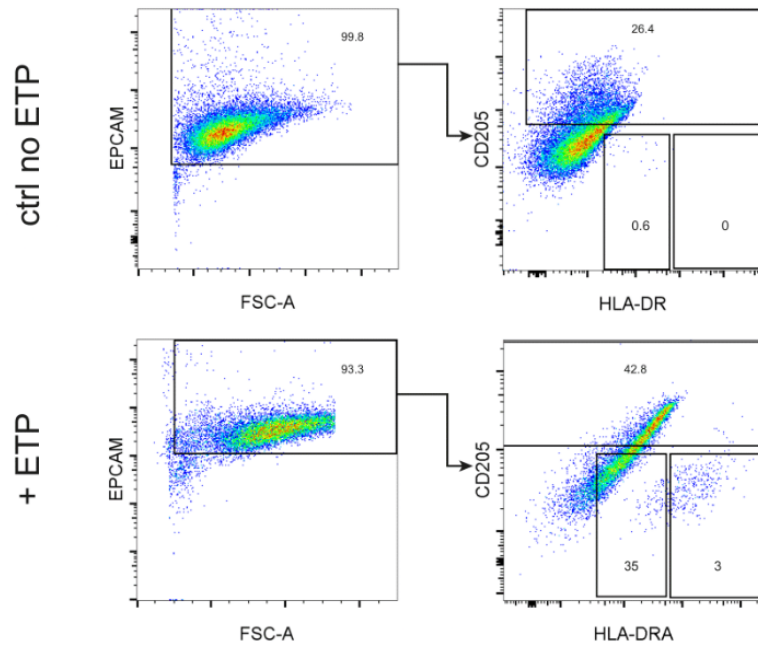 ctrl no ETP
EPCAM
99.8
FSC-A
CD205
26.4
0.6
0
HLA-DR
+ ETP
EPCAM
93.3
FSC-A
CD205
42.8
35
3
HLA-DRA